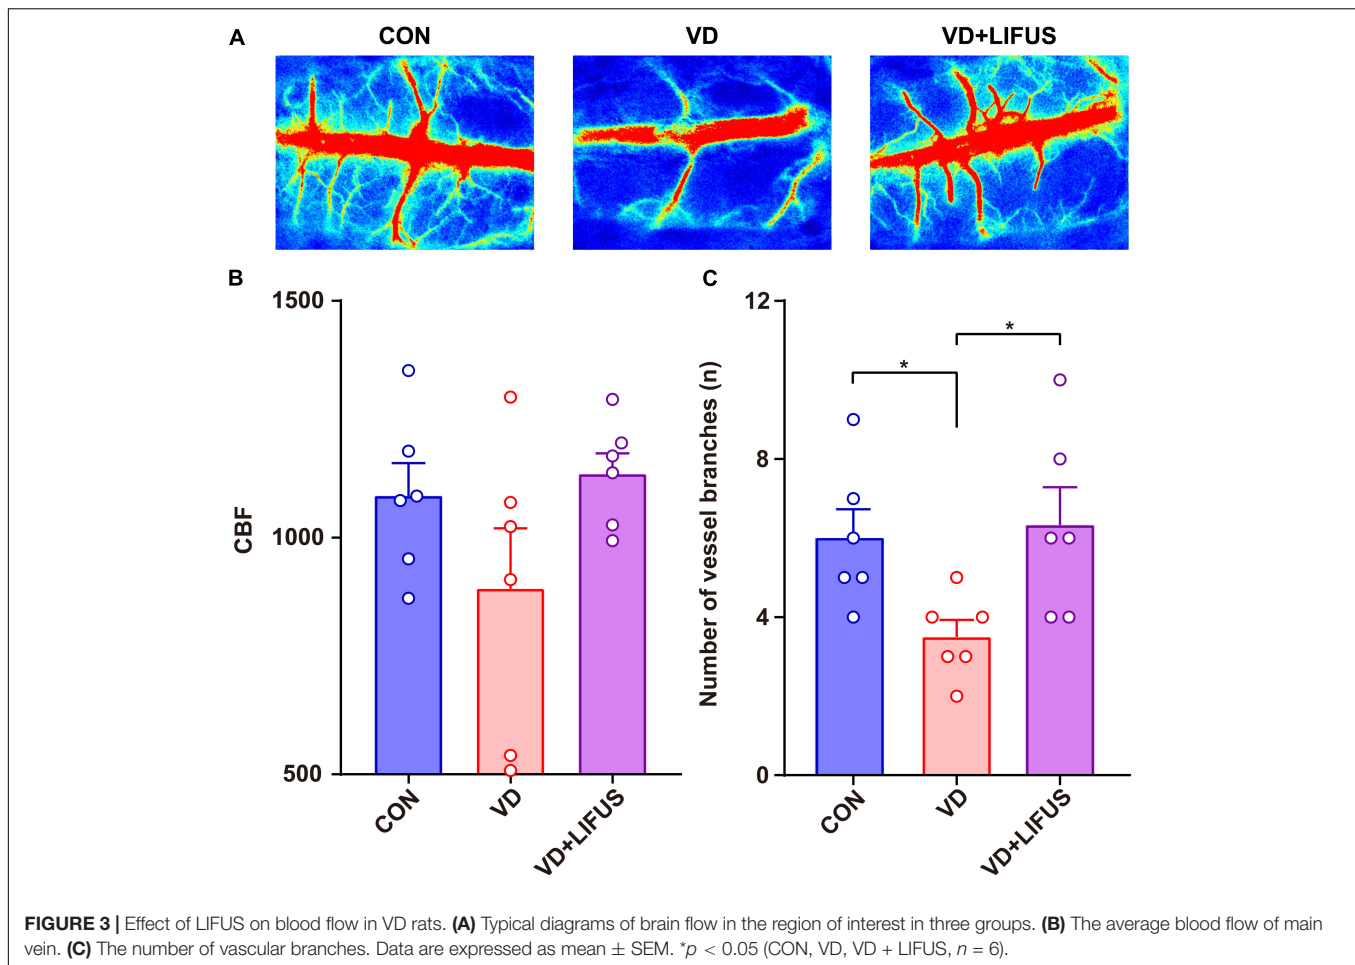 A
CON
VD
VD+LIFUS
B
1500
1000
500
CBF
CON
VD
VD+LIFUS
C
12
8
4
0
Number of vessel branches (n)
*
*
CON
VD
VD+LIFUS
FIGURE 3 | Effect of LIFUS on blood flow in VD rats. (A) Typical diagrams of brain flow in the region of interest in three groups. (B) The average blood flow of main
vein. (C) The number of vascular branches. Data are expressed as mean ± SEM. *p < 0.05 (CON, VD, VD + LIFUS, n = 6).